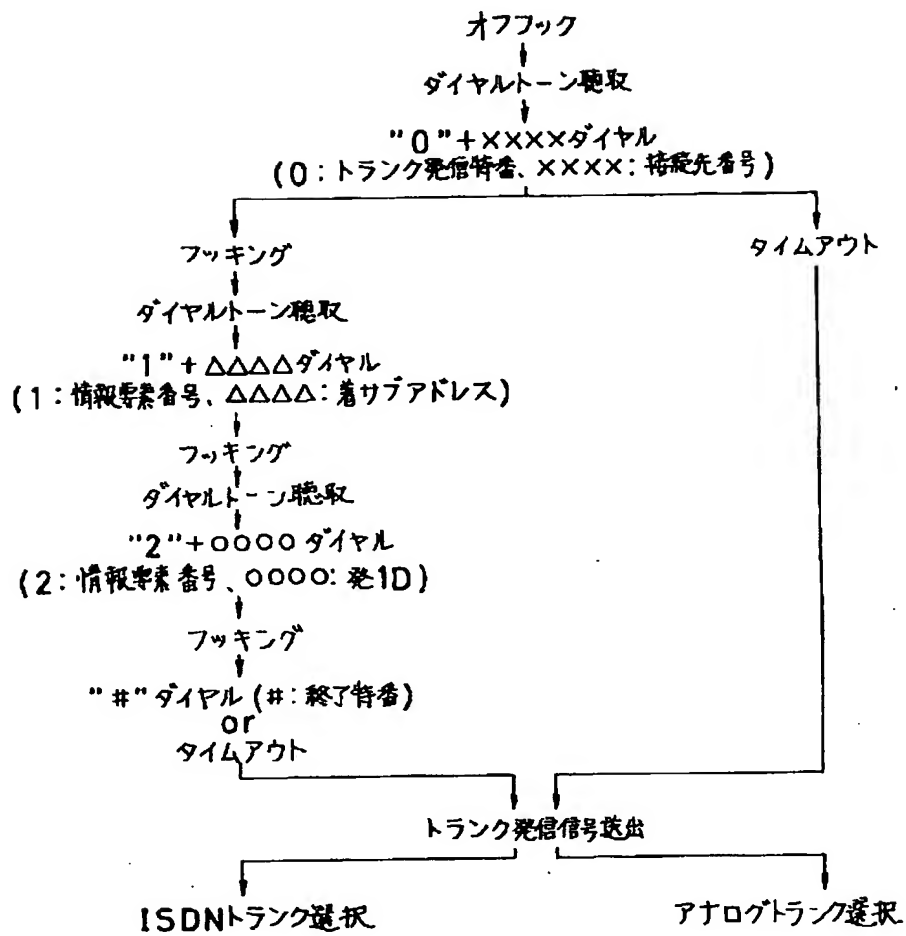 オフフック
ダイヤルトーン聴取
"0"+××××ダイヤル
(0:トランク発信特番、××××:接続先番号)
フッキング
タイムアウト
ダイヤルトーン聴取
"1"+△△△△ダイヤル
(1:情報要素番号、△△△△:着サブアドレス)
フッキング
ダイヤルトーン聴取
"2"+○○○○ダイヤル
(2:情報要素番号、○○○○:発ID)
フッキング
"#"ダイヤル(#:終了特番)
or
タイムアウト
トランク発信信号送出
ISDNトランク選択
アナログトランク選択